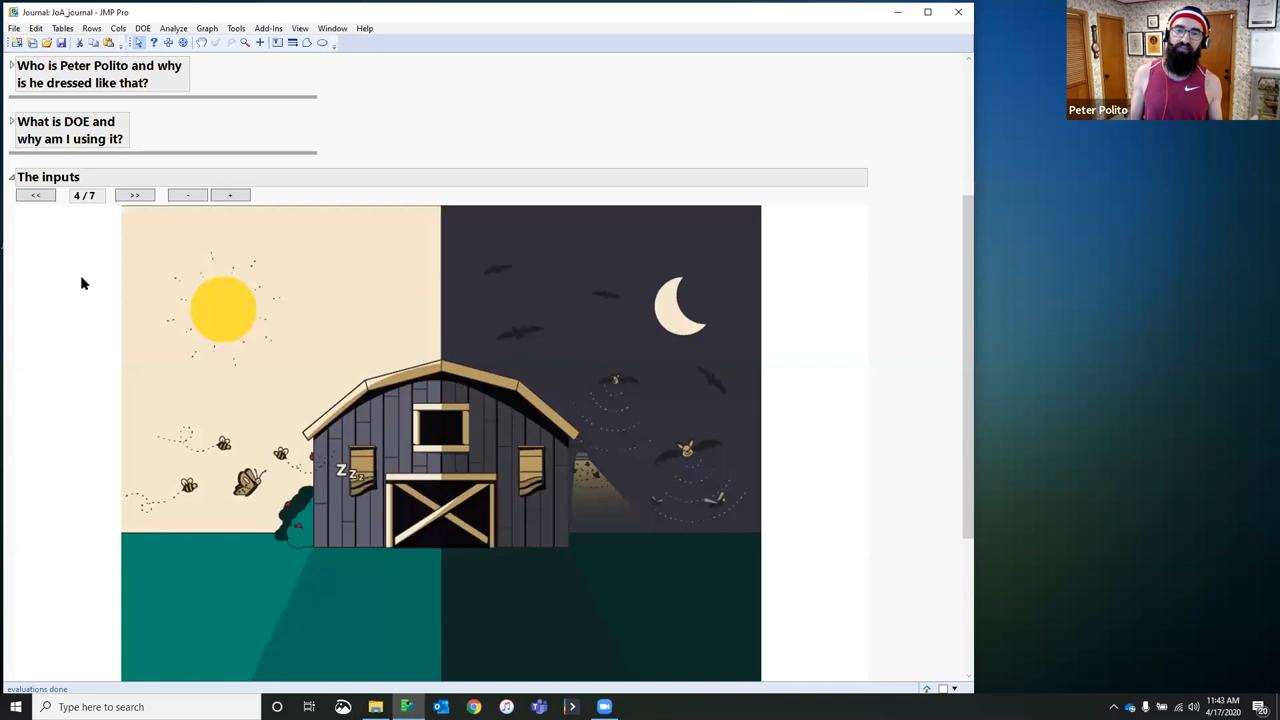 Journal: JoA_journal - JMP Pro
File Edit Tables Rows Cols DOE Analyze Graph Tools Add-Ins View Window Help
Who is Peter Polito and why
is he dressed like that?
What is DOE and
why am I using it?
The inputs
<< 4 / 7 >> - +
Z z z
evaluations done
Type here to search
11:43 AM
4/17/2020
20
Peter Polito